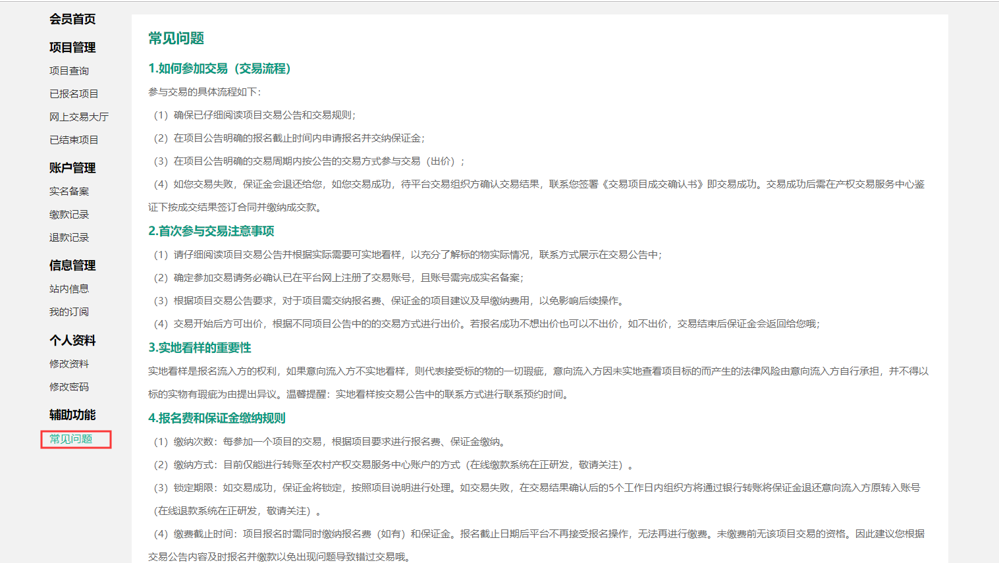 会员首页
项目管理
项目查询
已报名项目
网上交易大厅
已结束项目
账户管理
实名备案
缴款记录
退款记录
信息管理
站内信息
我的订阅
个人资料
修改资料
修改密码
辅助功能
常见问题
常见问题
1.如何参加交易（交易流程）
参与交易的具体流程如下：
（1）确保已仔细阅读项目交易公告和交易规则；
（2）在项目公告明确的报名截止时间内申请报名并交纳保证金；
（3）在项目公告明确的交易周期内按公告的交易方式参与交易（出价）；
（4）如您交易失败，保证金会退还给您，如您交易成功，待平台交易组织方确认交易结果，联系您签署《交易项目成交确认书》即交易成功。交易成功后需在产权交易服务中心鉴
证下按成交结果签订合同并缴纳成交款。
2.首次参与交易注意事项
（1）请仔细阅读项目交易公告并根据实际需要可实地看样，以充分了解标的物实际情况，联系方式展示在交易公告中；
（2）确定参加交易请务必确认已在平台网上注册了交易账号，且账号需完成实名备案；
（3）根据项目交易公告要求，对于项目需交纳报名费、保证金的项目建议及早缴纳费用，以免影响后续操作。
（4）交易开始后方可出价，根据不同项目公告中的的交易方式进行出价。若报名成功不想出价也可以不出价，如不出价，交易结束后保证金会返回给您哦；
3.实地看样的重要性
实地看样是报名流入方的权利，如果意向流入方不实地看样，则代表接受标的物的一切瑕疵，意向流入方因未实地查看项目标的而产生的法律风险由意向流入方自行承担，并不得以
标的实物有瑕疵为由提出异议。温馨提醒：实地看样按交易公告中的联系方式进行联系预约时间。
4.报名费和保证金缴纳规则
（1）缴纳次数：每参加一个项目的交易，根据项目要求进行报名费、保证金缴纳。
（2）缴纳方式：目前仅能进行转账至农村产权交易服务中心账户的方式（在线缴款系统在正研发，敬请关注）。
（3）锁定期限：如交易成功，保证金将锁定，按照项目说明进行处理。如交易失败，在交易结果确认后的5个工作日内组织方将通过银行转账将保证金退还意向流入方原转入账号
（在线退款系统在正研发，敬请关注）。
（4）缴费截止时间：项目报名时需同时缴纳报名费（如有）和保证金。报名截止日期后平台不再接受报名操作，无法再进行缴费。未缴费前无该项目交易的资格。因此建议您根据
交易公告内容及时报名并缴款以免出现问题导致错过交易哦。